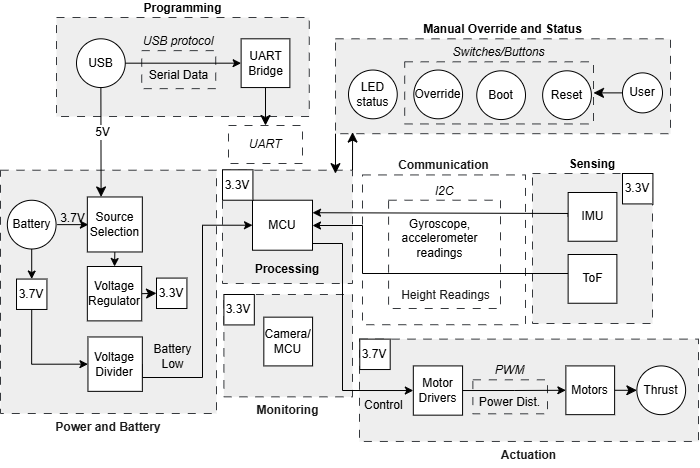 Programming
USB
USB protocol
Serial Data
UART
Bridge
UART
5V
Manual Override and Status
Switches/Buttons
LED
status
Override
Boot
Reset
User
Battery
3.7V
Source
Selection
3.7V
Voltage
Regulator
3.3V
Voltage
Divider
Battery
Low
Power and Battery
3.3V
MCU
Processing
3.3V
Camera/
MCU
Monitoring
Communication
I2C
Gyroscope,
accelerometer
readings
Height Readings
Sensing
3.3V
IMU
ToF
3.7V
Control
Motor
Drivers
PWM
Power Dist.
Motors
Thrust
Actuation